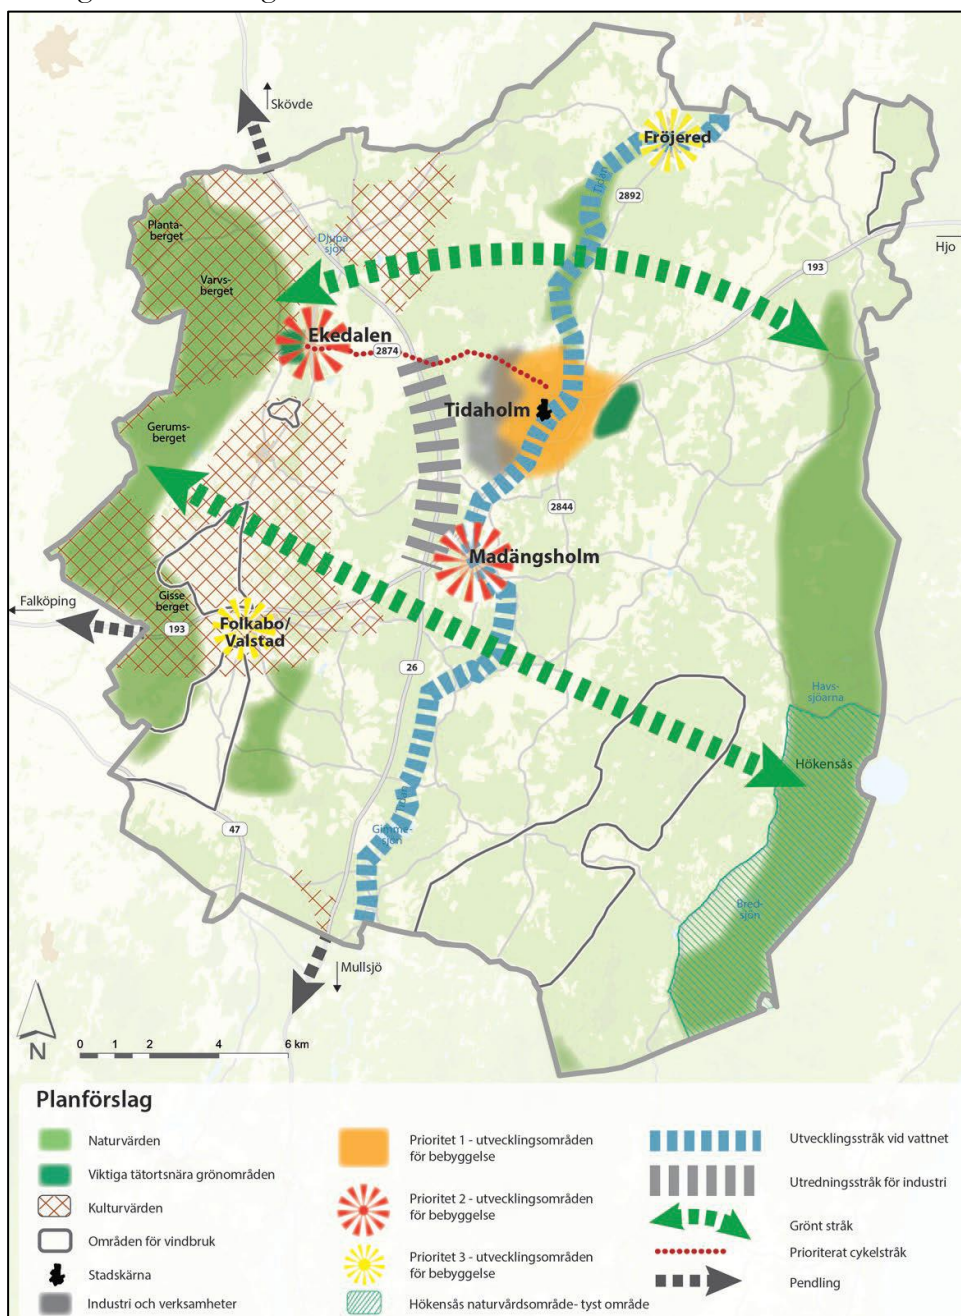 Skövde
Fröjered
Tidan
2892
Planta-
berget
Djupa
sjön
Hjo
193
Varvs-
berget
Ekedalen
2874
Tidaholm
Gerums-
berget
2844
Madängsholm
Gisse
berget
Falköping
193
Folkabo/
Valstad
26
Havs-
sjöarna
Hökensås
Tidan
47
Gimme-
sjön
Bred-
sjön
Mullsjö
N
0 1 2 4 6 km
Planförslag
Naturvärden
Viktiga tätortsnära grönområden
Kulturvärden
Områden för vindbruk
Stadskärna
Industri och verksamheter
Prioritet 1 - utvecklingsområden
för bebyggelse
Prioritet 2 - utvecklingsområden
för bebyggelse
Prioritet 3 - utvecklingsområden
för bebyggelse
Hökensås naturvårdsområde- tyst område
Utvecklingsstråk vid vattnet
Utredningsstråk för industri
Grönt stråk
Prioriterat cykelstråk
Pendling